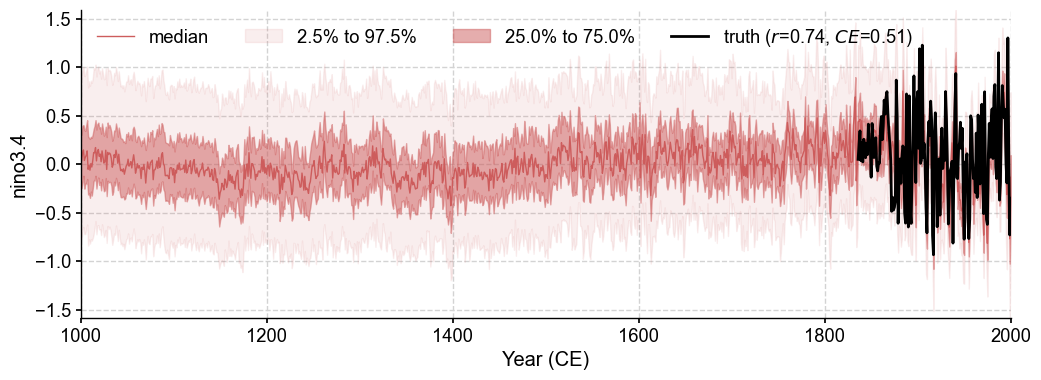 median
2.5% to 97.5%
25.0% to 75.0%
truth (r=0.74, CE=0.51)
nino3.4
1.5
1.0
0.5
0.0
−0.5
−1.0
−1.5
1000
1200
1400
1600
1800
2000
Year (CE)